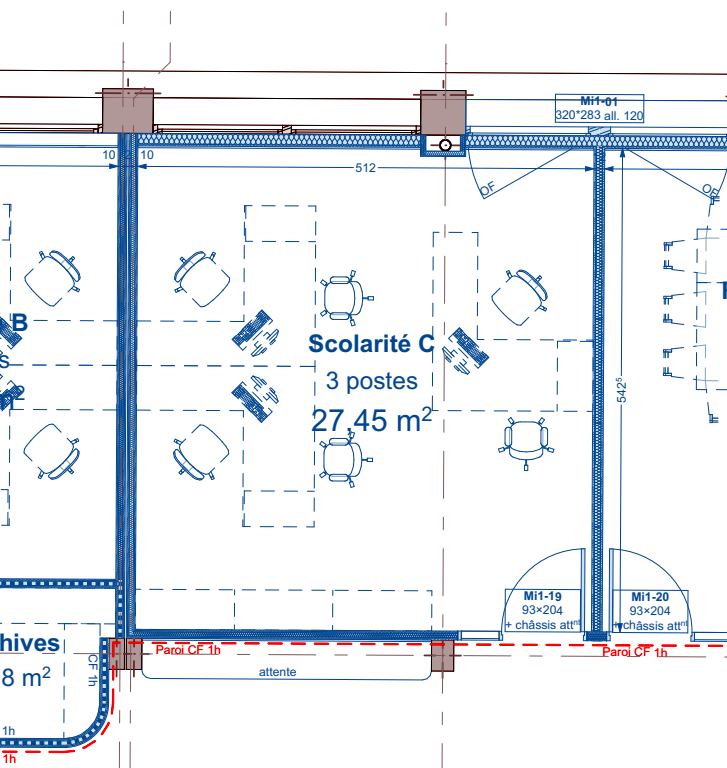 Mi1-01
320*283 all. 120
10
10
512
OF
OF
B
S
Scolarité C
3 postes
27,45 m²
542⁵
Mi1-19
93×204
+ châssis attⁿᵗ
Mi1-20
93×204
+châssis attⁿᵗ
hives
8 m²
CF 1h
Paroi CF 1h
Paroi CF 1h
attente
1h
1h